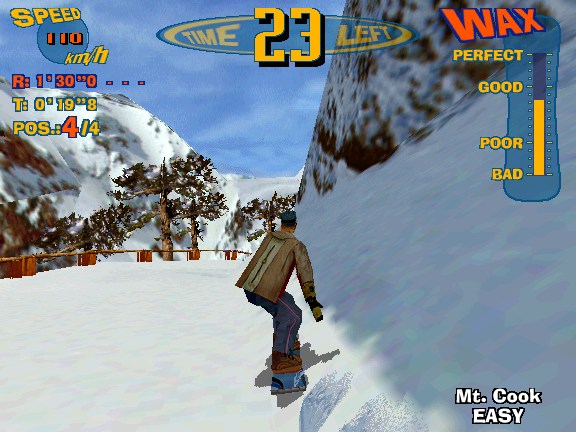 SPEED
110
km/h
R: 1'30"0 - - -
T: 0'19"8
POS.:4/4
TIME 23 LEFT
WAX
PERFECT
GOOD
POOR
BAD
Mt. Cook
EASY